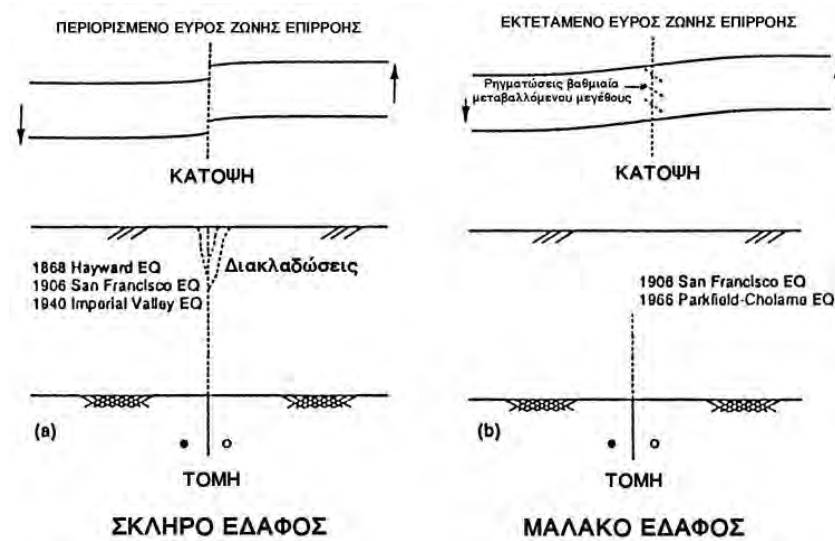 ΠΕΡΙΟΡΙΣΜΕΝΟ ΕΥΡΟΣ ΖΩΝΗΣ ΕΠΙΡΡΟΗΣ
ΚΑΤΟΨΗ
1868 Hayward EQ
1906 San Francisco EQ
1940 Imperial Valley EQ
Διακλαδώσεις
(a)
ΤΟΜΗ
ΣΚΛΗΡΟ ΕΔΑΦΟΣ
ΕΚΤΕΤΑΜΕΝΟ ΕΥΡΟΣ ΖΩΝΗΣ ΕΠΙΡΡΟΗΣ
Ρηγματώσεις βαθμιαία
μεταβαλλόμενου μεγέθους
ΚΑΤΟΨΗ
1906 San Francisco EQ
1966 Parkfield-Cholame EQ
(b)
ΤΟΜΗ
ΜΑΛΑΚΟ ΕΔΑΦΟΣ